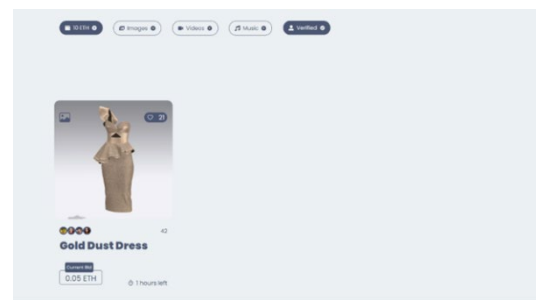 10 ETH
Images
Videos
Music
Verified
21
#2
Gold Dust Dress
Current Bid
0.05 ETH
1 hours left